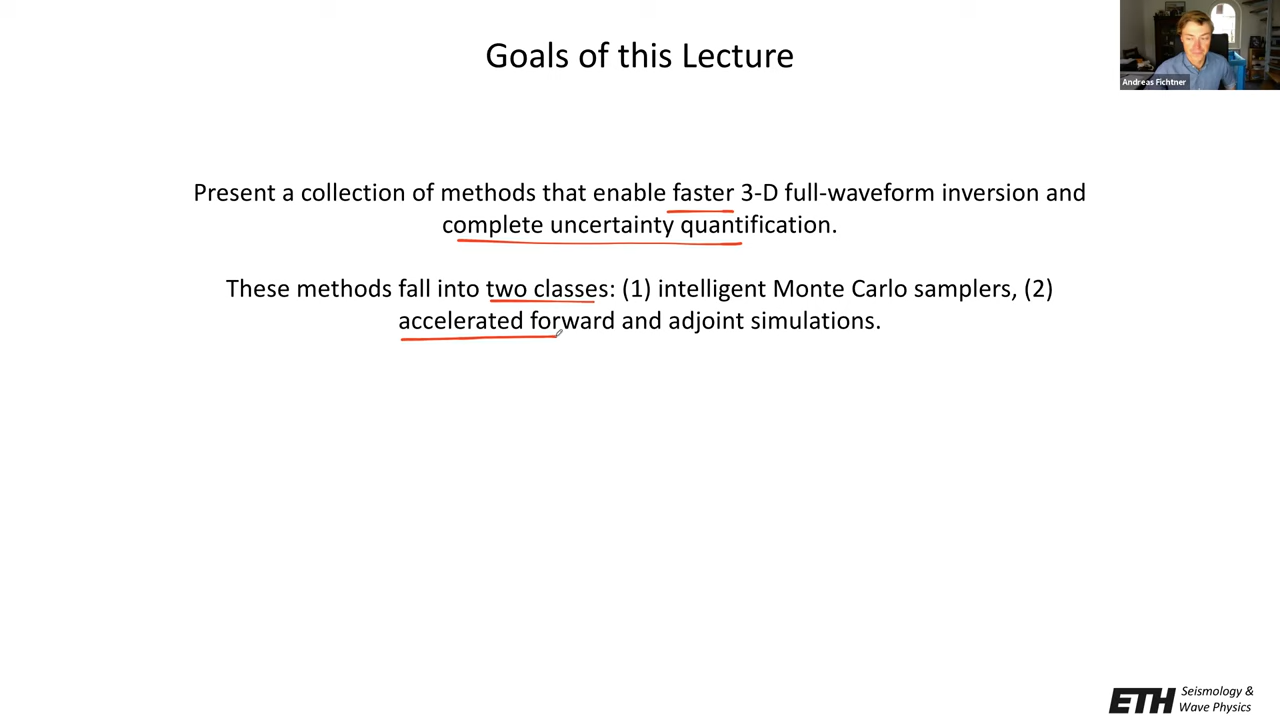 Goals of this Lecture
Andreas Fichtner
Present a collection of methods that enable faster 3-D full-waveform inversion and
complete uncertainty quantification.
These methods fall into two classes: (1) intelligent Monte Carlo samplers, (2)
accelerated forward and adjoint simulations.
ETH
Seismology &
Wave Physics